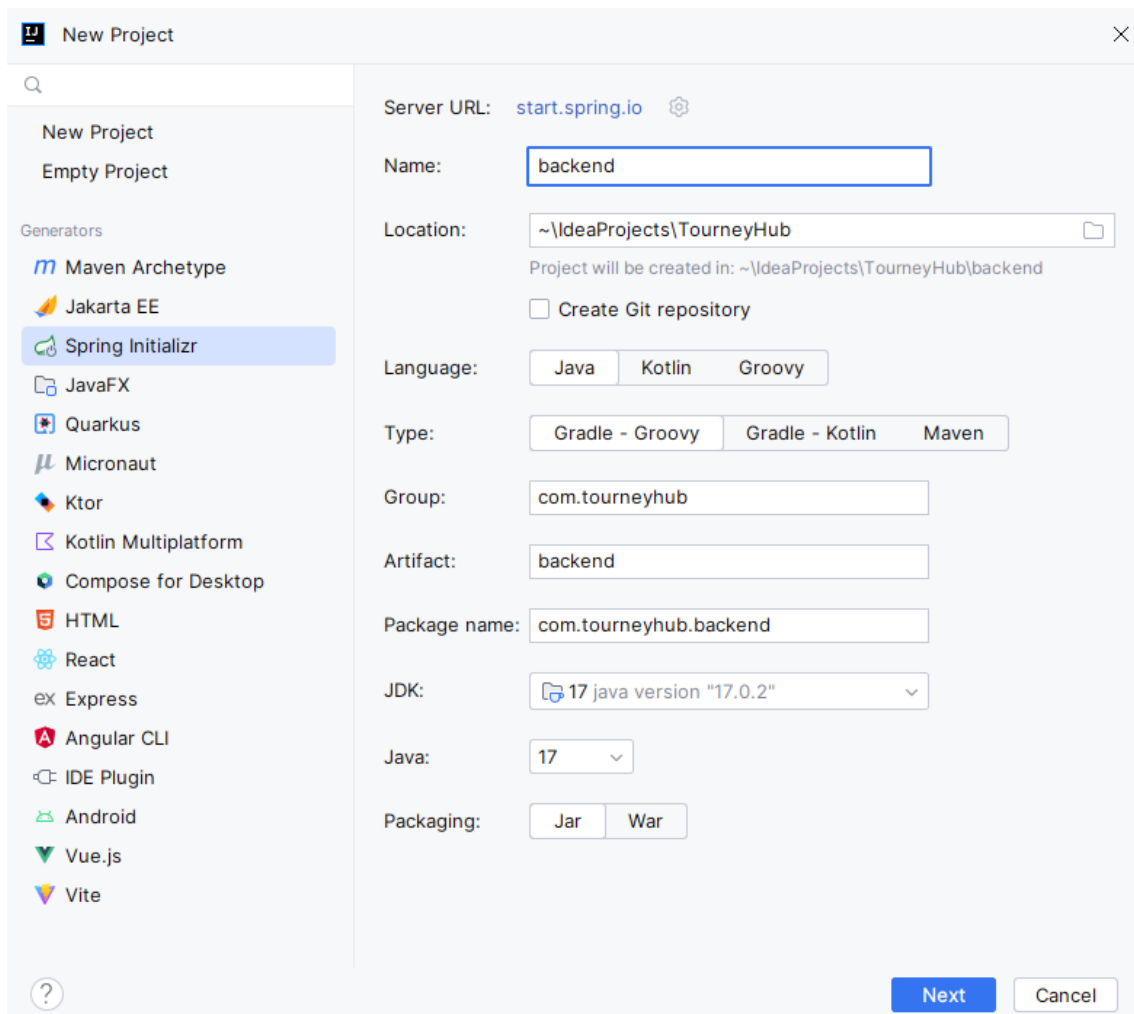 New Project
New Project
Empty Project
Generators
Maven Archetype
Jakarta EE
Spring Initializr
JavaFX
Quarkus
Micronaut
Ktor
Kotlin Multiplatform
Compose for Desktop
HTML
React
ex Express
Angular CLI
IDE Plugin
Android
Vue.js
Vite
?
Server URL: start.spring.io
Name: backend
Location: ~\IdeaProjects\TourneyHub
Project will be created in: ~\IdeaProjects\TourneyHub\backend
Create Git repository
Language: Java Kotlin Groovy
Type: Gradle - Groovy Gradle - Kotlin Maven
Group: com.tourneyhub
Artifact: backend
Package name: com.tourneyhub.backend
JDK: 17 java version "17.0.2"
Java: 17
Packaging: Jar War
Next Cancel